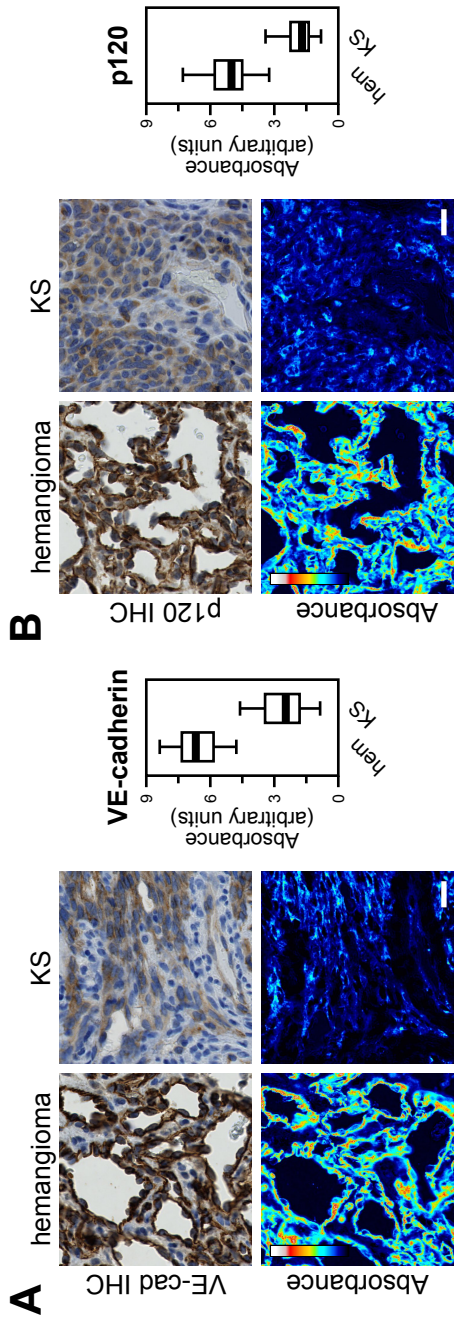 A
hemangioma
KS
VE-cad IHC
Absorbance
VE-cadherin
Absorbance
(arbitrary units)
9
6
3
0
hem
KS
B
hemangioma
KS
p120 IHC
Absorbance
p120
Absorbance
(arbitrary units)
9
6
3
0
hem
KS